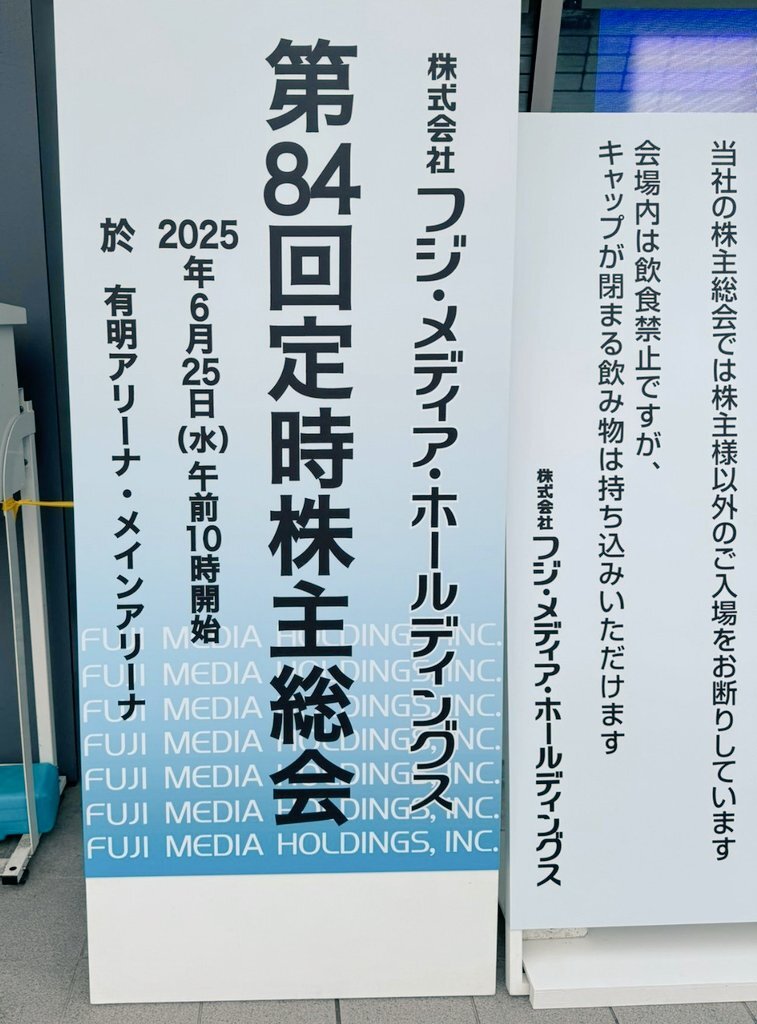 株式会社 フジ・メディア・ホールディングス
第84回定時株主総会
2025年6月25日(水)午前10時開始
於 有明アリーナ・メインアリーナ
FUJI MEDIA HOLDINGS, INC.
FUJI MEDIA HOLDINGS, INC.
FUJI MEDIA HOLDINGS, INC.
FUJI MEDIA HOLDINGS, INC.
FUJI MEDIA HOLDINGS, INC.
FUJI MEDIA HOLDINGS, INC.
FUJI MEDIA HOLDINGS, INC.
当社の株主総会では株主様以外のご入場をお断りしています
会場内は飲食禁止ですが、
キャップが閉まる飲み物は持ち込みいただけます
株式会社 フジ・メディア・ホールディングス